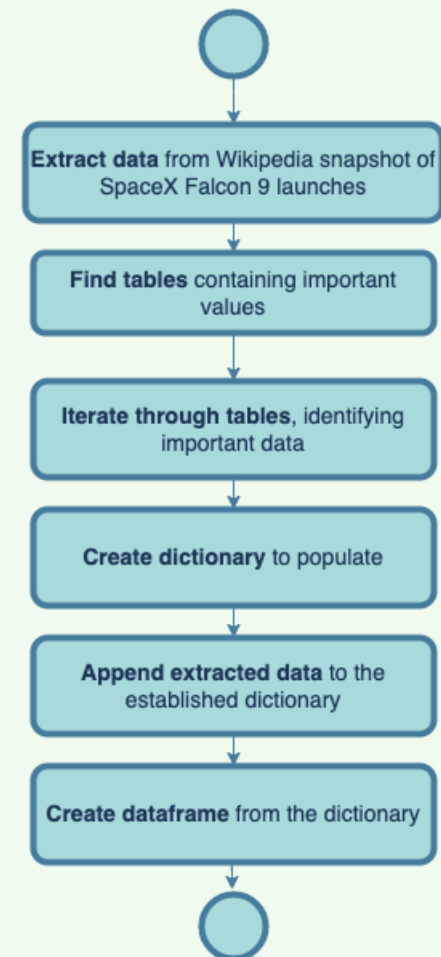 Extract data from Wikipedia snapshot of
SpaceX Falcon 9 launches
Find tables containing important
values
Iterate through tables, identifying
important data
Create dictionary to populate
Append extracted data to the
established dictionary
Create dataframe from the dictionary